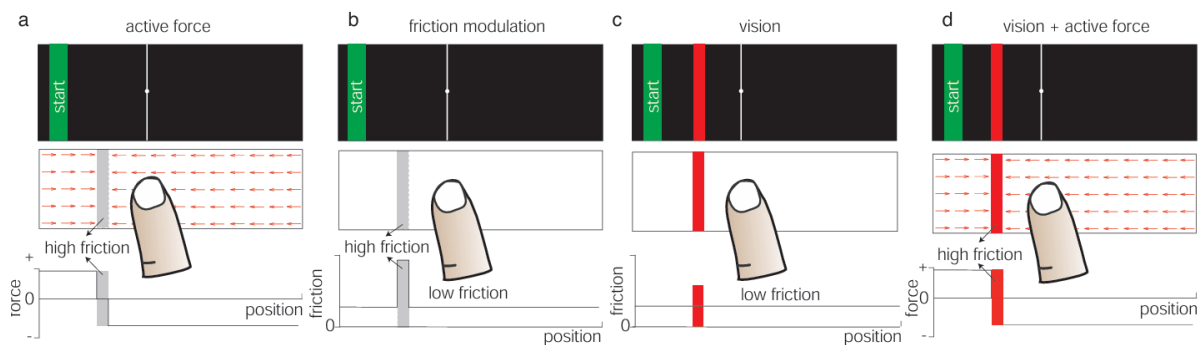 a
active force
start
high friction
+
0
-
force
position
b
friction modulation
start
high friction
friction
0
low friction
position
c
vision
start
friction
0
low friction
position
d
vision + active force
start
high friction
+
0
-
force
position